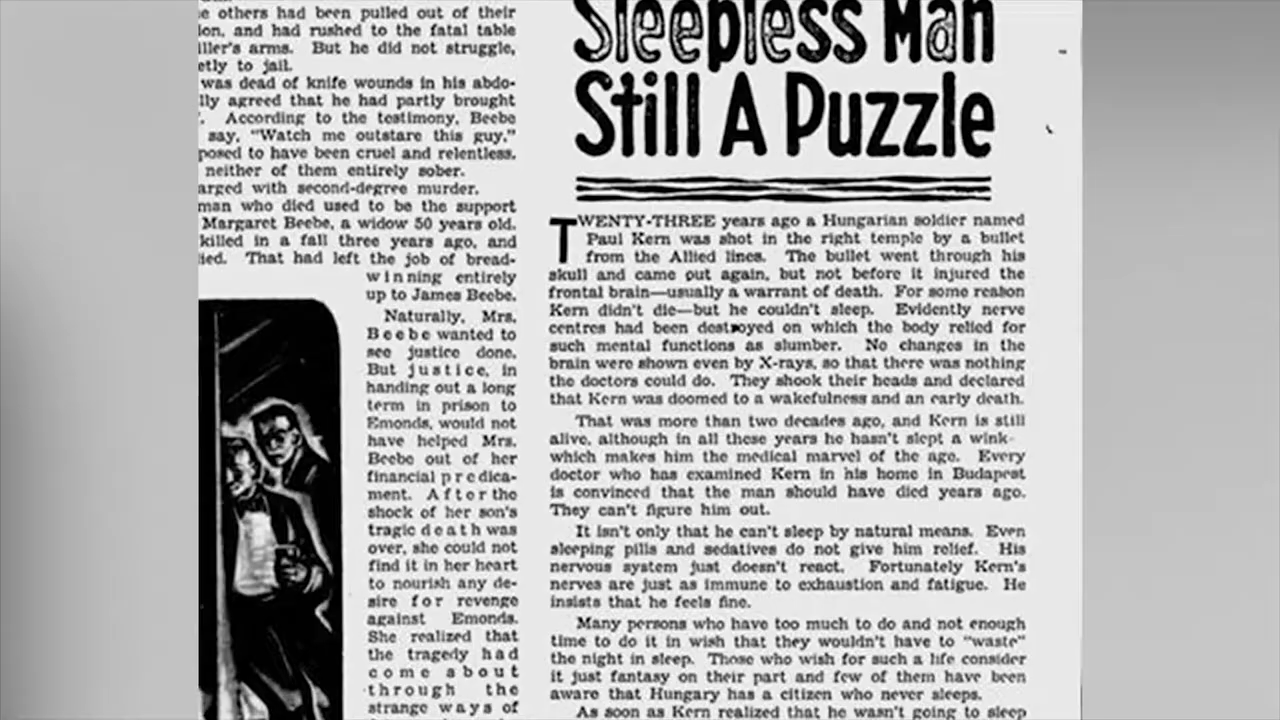 e others had been pulled out of their
ion, and had rushed to the fatal table
iller's arms. But he did not struggle,
etly to jail.
was dead of knife wounds in his abdo-
lly agreed that he had partly brought
. According to the testimony, Beebe
say, "Watch me outstare this guy."
posed to have been cruel and relentless,
neither of them entirely sober.
arged with second-degree murder.
man who died used to be the support
Margaret Beebe, a widow 50 years old.
killed in a fall three years ago, and
ied. That had left the job of bread-
winning entirely
up to James Beebe.
Naturally, Mrs.
Beebe wanted to
see justice done.
But justice, in
handing out a long
term in prison to
Emonds, would not
have helped Mrs.
Beebe out of her
financial predica-
ment. After the
shock of her son's
tragic death was
over, she could not
find it in her heart
to nourish any de-
sire for revenge
against Emonds.
She realized that
the tragedy had
come about
through the
strange ways of
Sleepless Man
Still A Puzzle
TWENTY-THREE years ago a Hungarian soldier named
Paul Kern was shot in the right temple by a bullet
from the Allied lines. The bullet went through his
skull and came out again, but not before it injured the
frontal brain—usually a warrant of death. For some reason
Kern didn't die—but he couldn't sleep. Evidently nerve
centres had been destroyed on which the body relied for
such mental functions as slumber. No changes in the
brain were shown even by X-rays, so that there was nothing
the doctors could do. They shook their heads and declared
that Kern was doomed to a wakefulness and an early death.
That was more than two decades ago, and Kern is still
alive, although in all these years he hasn't slept a wink—
which makes him the medical marvel of the age. Every
doctor who has examined Kern in his home in Budapest
is convinced that the man should have died years ago.
They can't figure him out.
It isn't only that he can't sleep by natural means. Even
sleeping pills and sedatives do not give him relief. His
nervous system just doesn't react. Fortunately Kern's
nerves are just as immune to exhaustion and fatigue. He
insists that he feels fine.
Many persons who have too much to do and not enough
time to do it in wish that they wouldn't have to "waste"
the night in sleep. Those who wish for such a life consider
it just fantasy on their part and few of them have been
aware that Hungary has a citizen who never sleeps.
As soon as Kern realized that he wasn't going to sleep